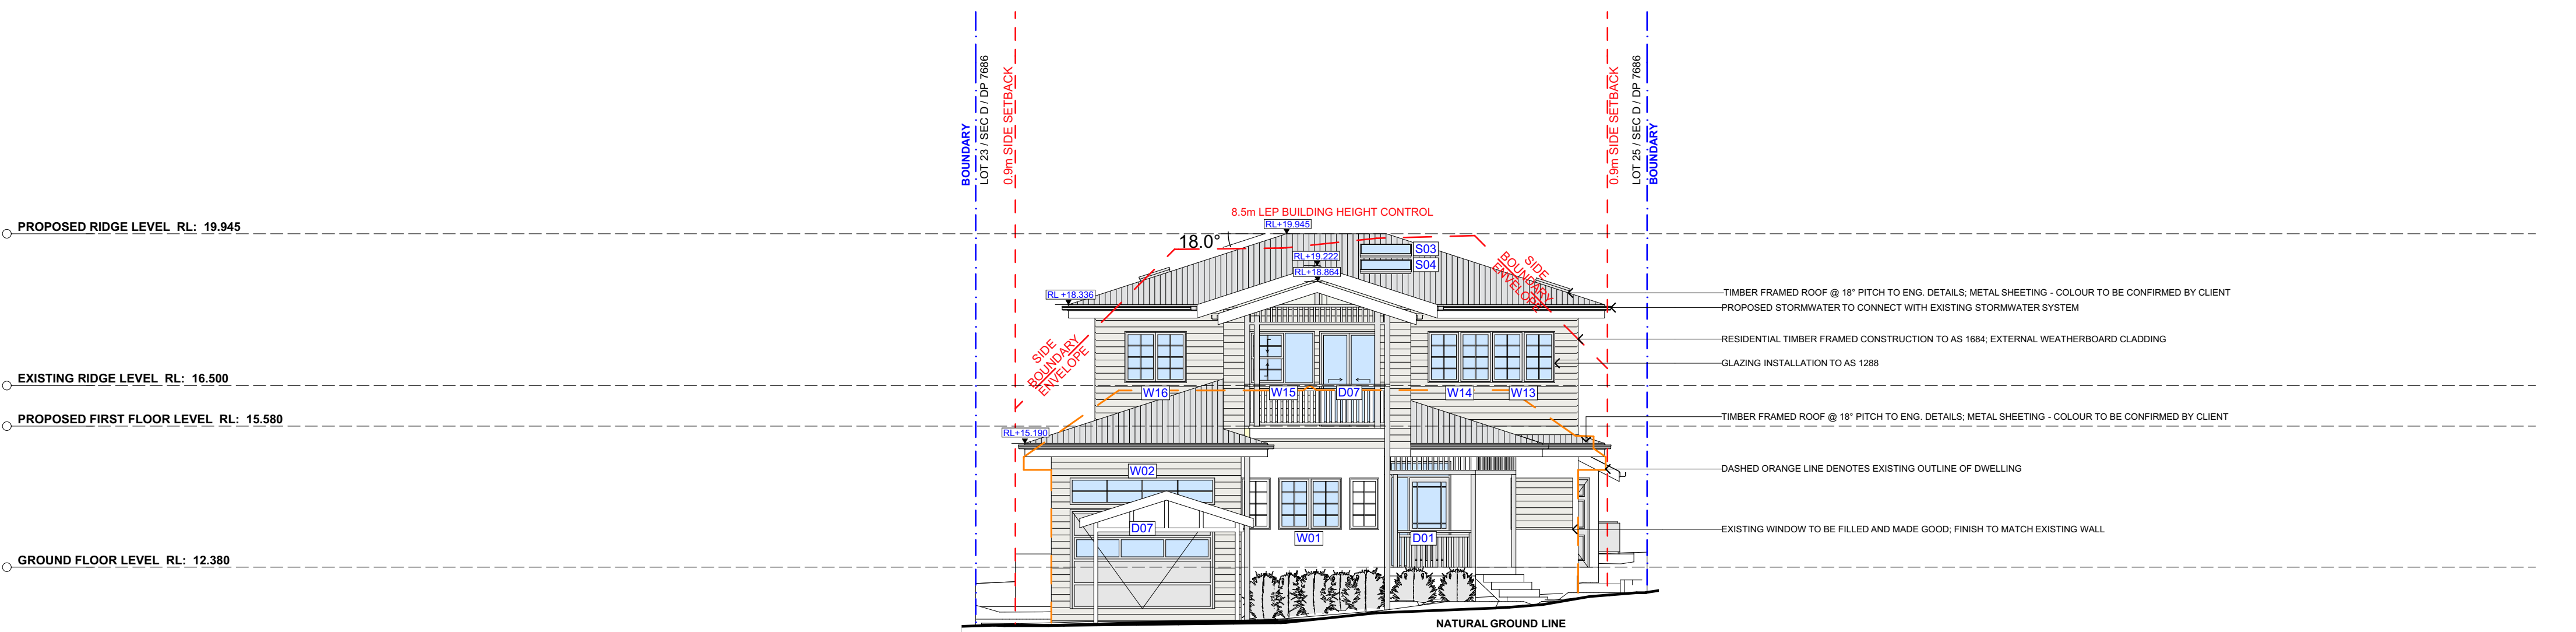 BOUNDARY
LOT 23 / SEC D / DP 7686
0.9m SIDE SETBACK
0.9m SIDE SETBACK
LOT 25 / SEC D / DP 7686
BOUNDARY
8.5m LEP BUILDING HEIGHT CONTROL
PROPOSED RIDGE LEVEL RL: 19.945
RL+19.945
18.0°
S03
RL+19.222
S04
RL+18.864
SIDE
BOUNDARY
ENVELOPE
RL +18.336
TIMBER FRAMED ROOF @ 18° PITCH TO ENG. DETAILS; METAL SHEETING - COLOUR TO BE CONFIRMED BY CLIENT
PROPOSED STORMWATER TO CONNECT WITH EXISTING STORMWATER SYSTEM
RESIDENTIAL TIMBER FRAMED CONSTRUCTION TO AS 1684; EXTERNAL WEATHERBOARD CLADDING
SIDE
BOUNDARY
ENVELOPE
GLAZING INSTALLATION TO AS 1288
EXISTING RIDGE LEVEL RL: 16.500
W16
W15
D07
W14
W13
PROPOSED FIRST FLOOR LEVEL RL: 15.580
TIMBER FRAMED ROOF @ 18° PITCH TO ENG. DETAILS; METAL SHEETING - COLOUR TO BE CONFIRMED BY CLIENT
RL+15.190
W02
DASHED ORANGE LINE DENOTES EXISTING OUTLINE OF DWELLING
D07
W01
D01
EXISTING WINDOW TO BE FILLED AND MADE GOOD; FINISH TO MATCH EXISTING WALL
GROUND FLOOR LEVEL RL: 12.380
NATURAL GROUND LINE